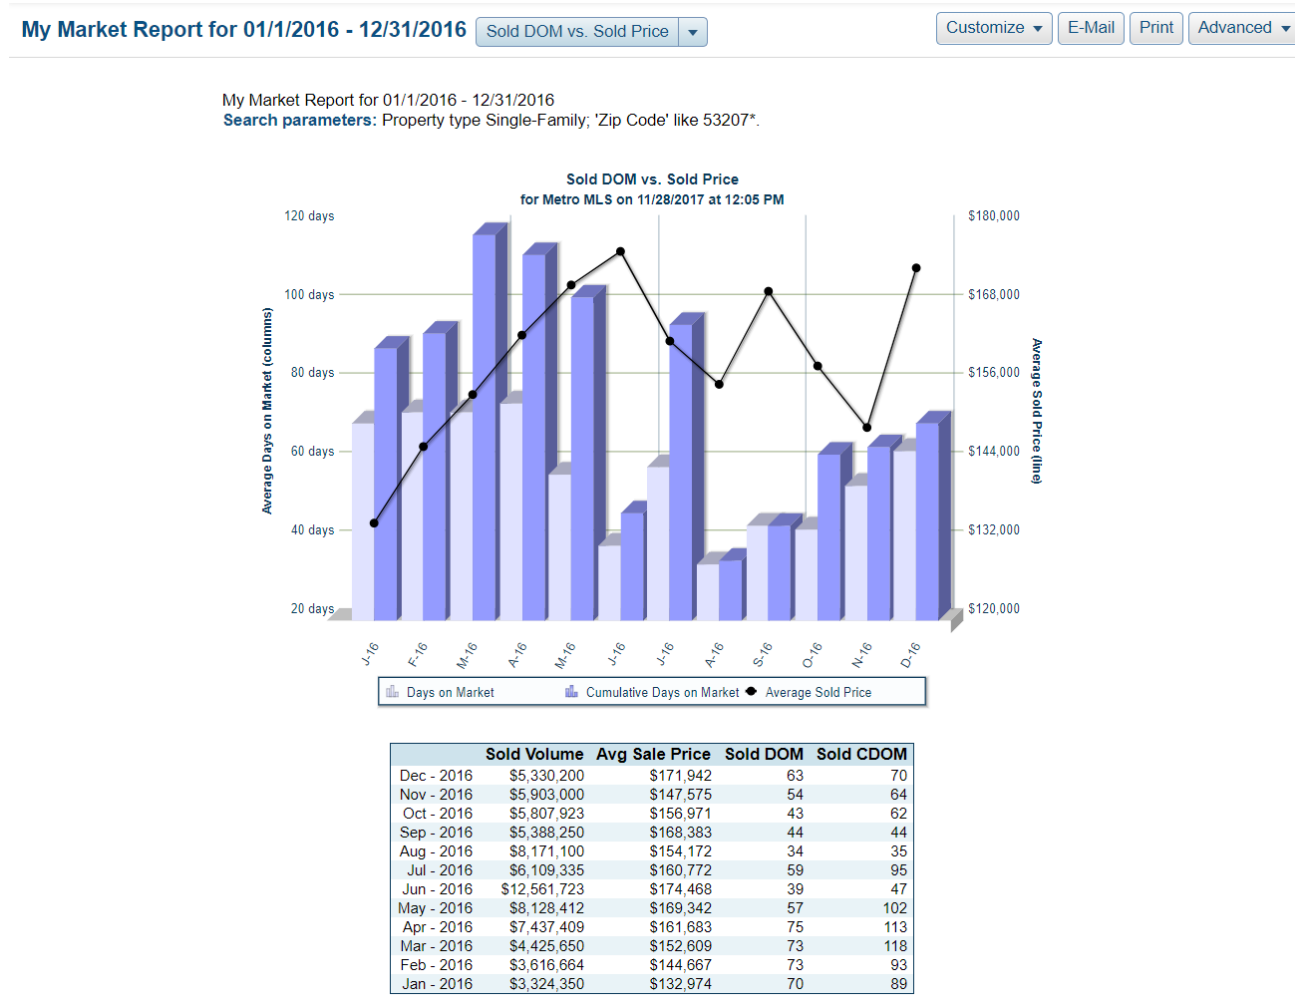 My Market Report for 01/1/2016 - 12/31/2016 Sold DOM vs. Sold Price Customize E-Mail Print Advanced
My Market Report for 01/1/2016 - 12/31/2016
Search parameters: Property type Single-Family; 'Zip Code' like 53207*.
Sold DOM vs. Sold Price
for Metro MLS on 11/28/2017 at 12:05 PM
120 days $180,000
100 days $168,000
80 days $156,000
60 days $144,000
40 days $132,000
20 days $120,000
Average Days on Market (columns)
Average Sold Price (line)
J-16 F-16 M-16 A-16 M-16 J-16 J-16 A-16 S-16 O-16 N-16 D-16
Days on Market Cumulative Days on Market Average Sold Price
Sold Volume Avg Sale Price Sold DOM Sold CDOM
Dec - 2016 $5,330,200 $171,942 63 70
Nov - 2016 $5,903,000 $147,575 54 64
Oct - 2016 $5,807,923 $156,971 43 62
Sep - 2016 $5,388,250 $168,383 44 44
Aug - 2016 $8,171,100 $154,172 34 35
Jul - 2016 $6,109,335 $160,772 59 95
Jun - 2016 $12,561,723 $174,468 39 47
May - 2016 $8,128,412 $169,342 57 102
Apr - 2016 $7,437,409 $161,683 75 113
Mar - 2016 $4,425,650 $152,609 73 118
Feb - 2016 $3,616,664 $144,667 73 93
Jan - 2016 $3,324,350 $132,974 70 89